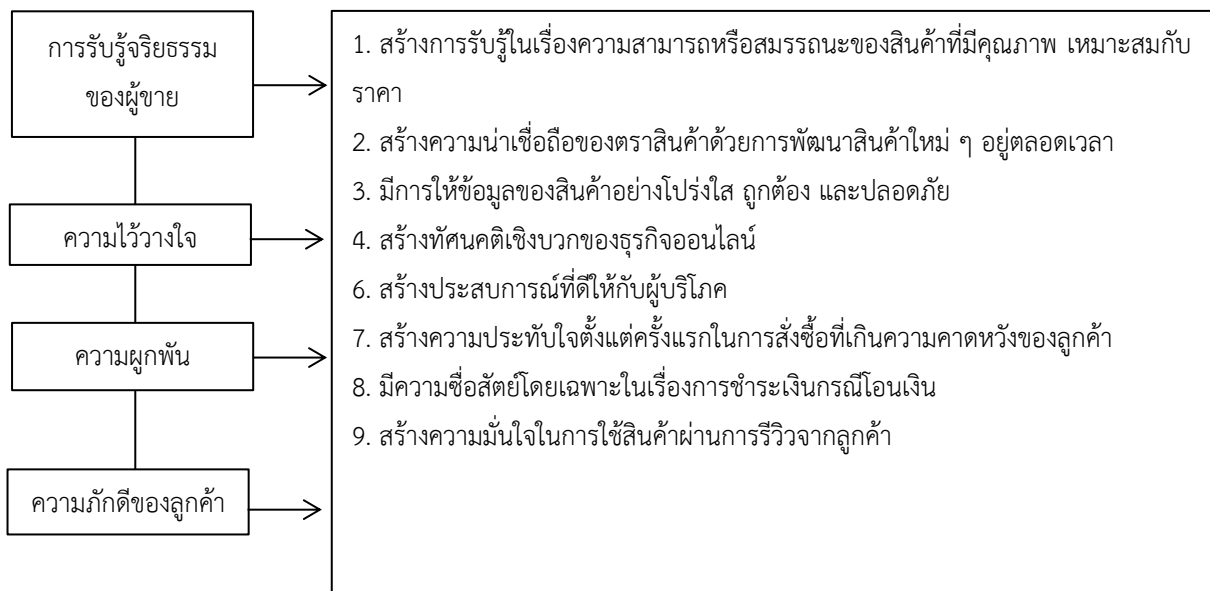 การรับรู้จริยธรรม
ของผู้ขาย
ความไว้วางใจ
ความผูกพัน
ความภักดีของลูกค้า
1. สร้างการรับรู้ในเรื่องความสามารถหรือสมรรถนะของสินค้าที่มีคุณภาพ เหมาะสมกับ
ราคา
2. สร้างความน่าเชื่อถือของตราสินค้าด้วยการพัฒนาสินค้าใหม่ ๆ อยู่ตลอดเวลา
3. มีการให้ข้อมูลของสินค้าอย่างโปร่งใส ถูกต้อง และปลอดภัย
4. สร้างทัศนคติเชิงบวกของธุรกิจออนไลน์
6. สร้างประสบการณ์ที่ดีให้กับผู้บริโภค
7. สร้างความประทับใจตั้งแต่ครั้งแรกในการสั่งซื้อที่เกินความคาดหวังของลูกค้า
8. มีความซื่อสัตย์โดยเฉพาะในเรื่องการชำระเงินกรณีโอนเงิน
9. สร้างความมั่นใจในการใช้สินค้าผ่านการรีวิวจากลูกค้า